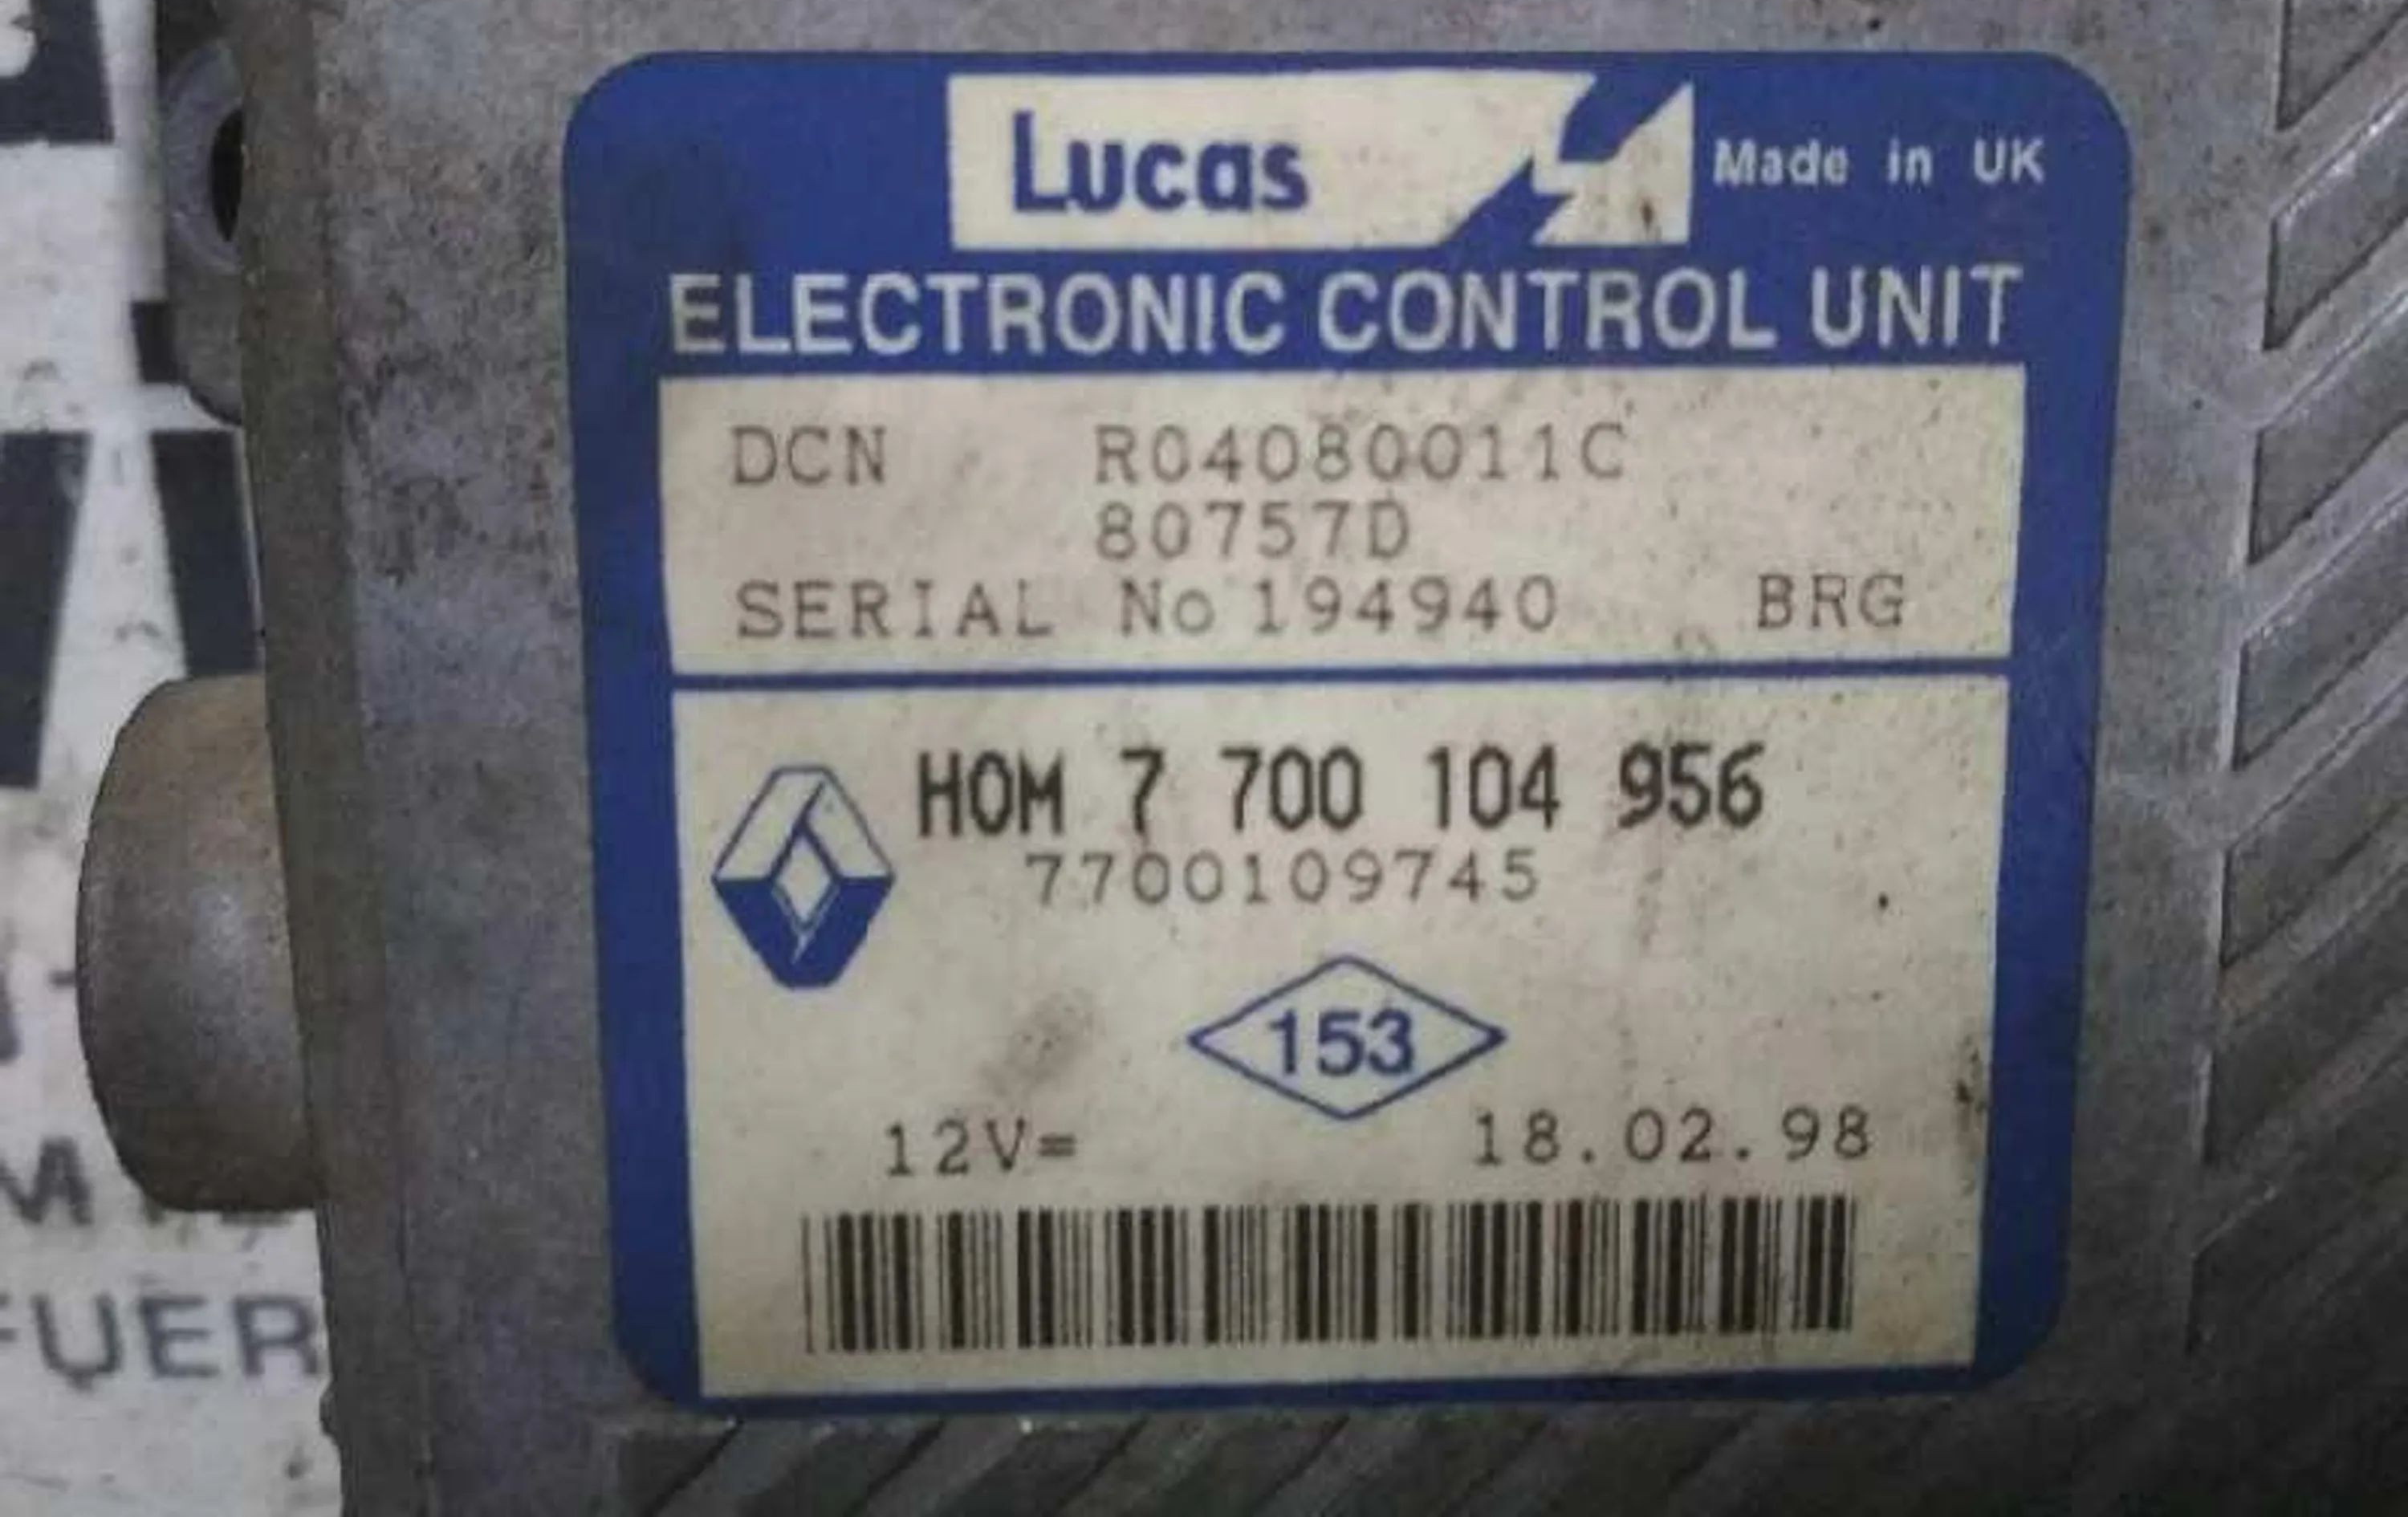 Lucas Made in UK
ELECTRONIC CONTROL UNIT
DCN R04080011C
80757D
SERIAL No 194940 BRG
HOM 7 700 104 956
7700109745
153
12V= 18.02.98
FUER